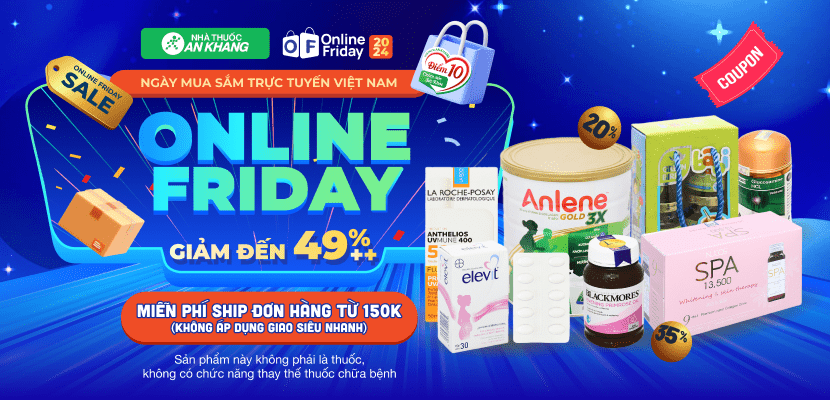 NHÀ THUỐC
AN KHANG
OF
Online
Friday
2024
NGÀY MUA SẮM TRỰC TUYẾN VIỆT NAM
ONLINE FRIDAY
SALE
Điểm 10
COUPON
ONLINE
FRIDAY
GIẢM ĐẾN 49%++
MIỄN PHÍ SHIP ĐƠN HÀNG TỪ 150K
(KHÔNG ÁP DỤNG GIAO SIÊU NHANH)
Sản phẩm này không phải là thuốc,
không có chức năng thay thế thuốc chữa bệnh
20%
LA ROCHE-POSAY
LABORATOIRE DERMATOLOGIQUE
ANTHELIOS
UVMUNE 400
Anlene
GOLD 3X
elevit
30
BLACKMORES
SPA
13,500
Whitening & skin therapy
35%